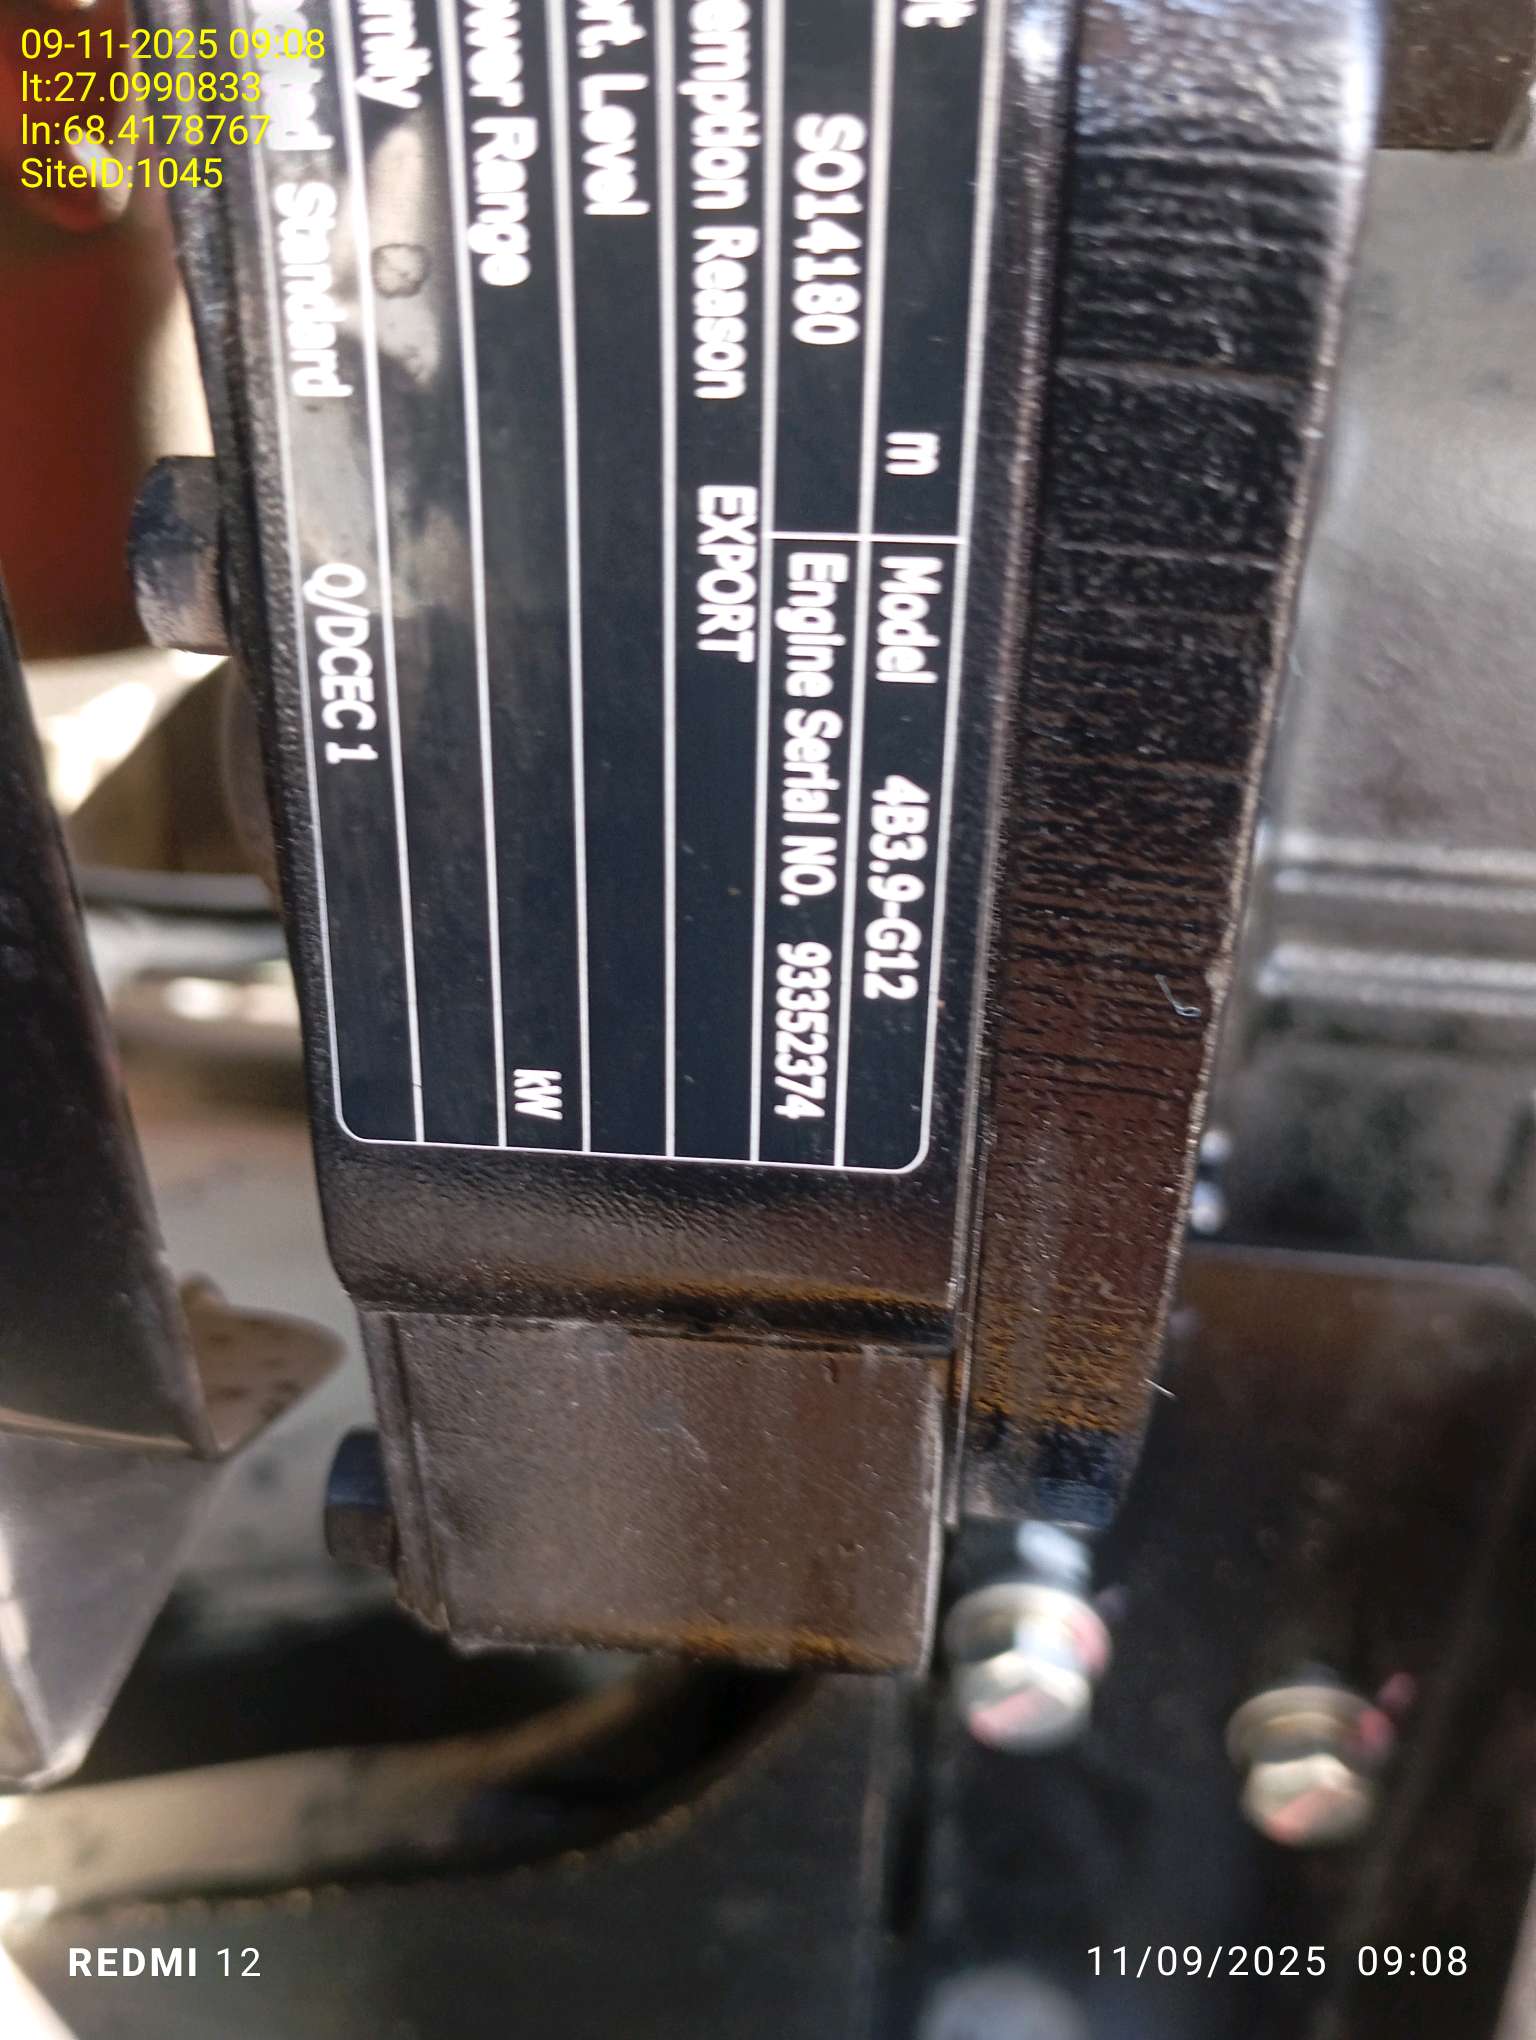 09-11-2025 09:08
lt:27.0990833
ln:68.4178767
SiteID:1045
m
Model 4B3.9-G12
SO14180
Engine Serial NO. 93352374
Reason EXPORT
rt. Level
wer Range kW
Standard Q/DCEC 1
REDMI 12
11/09/2025 09:08